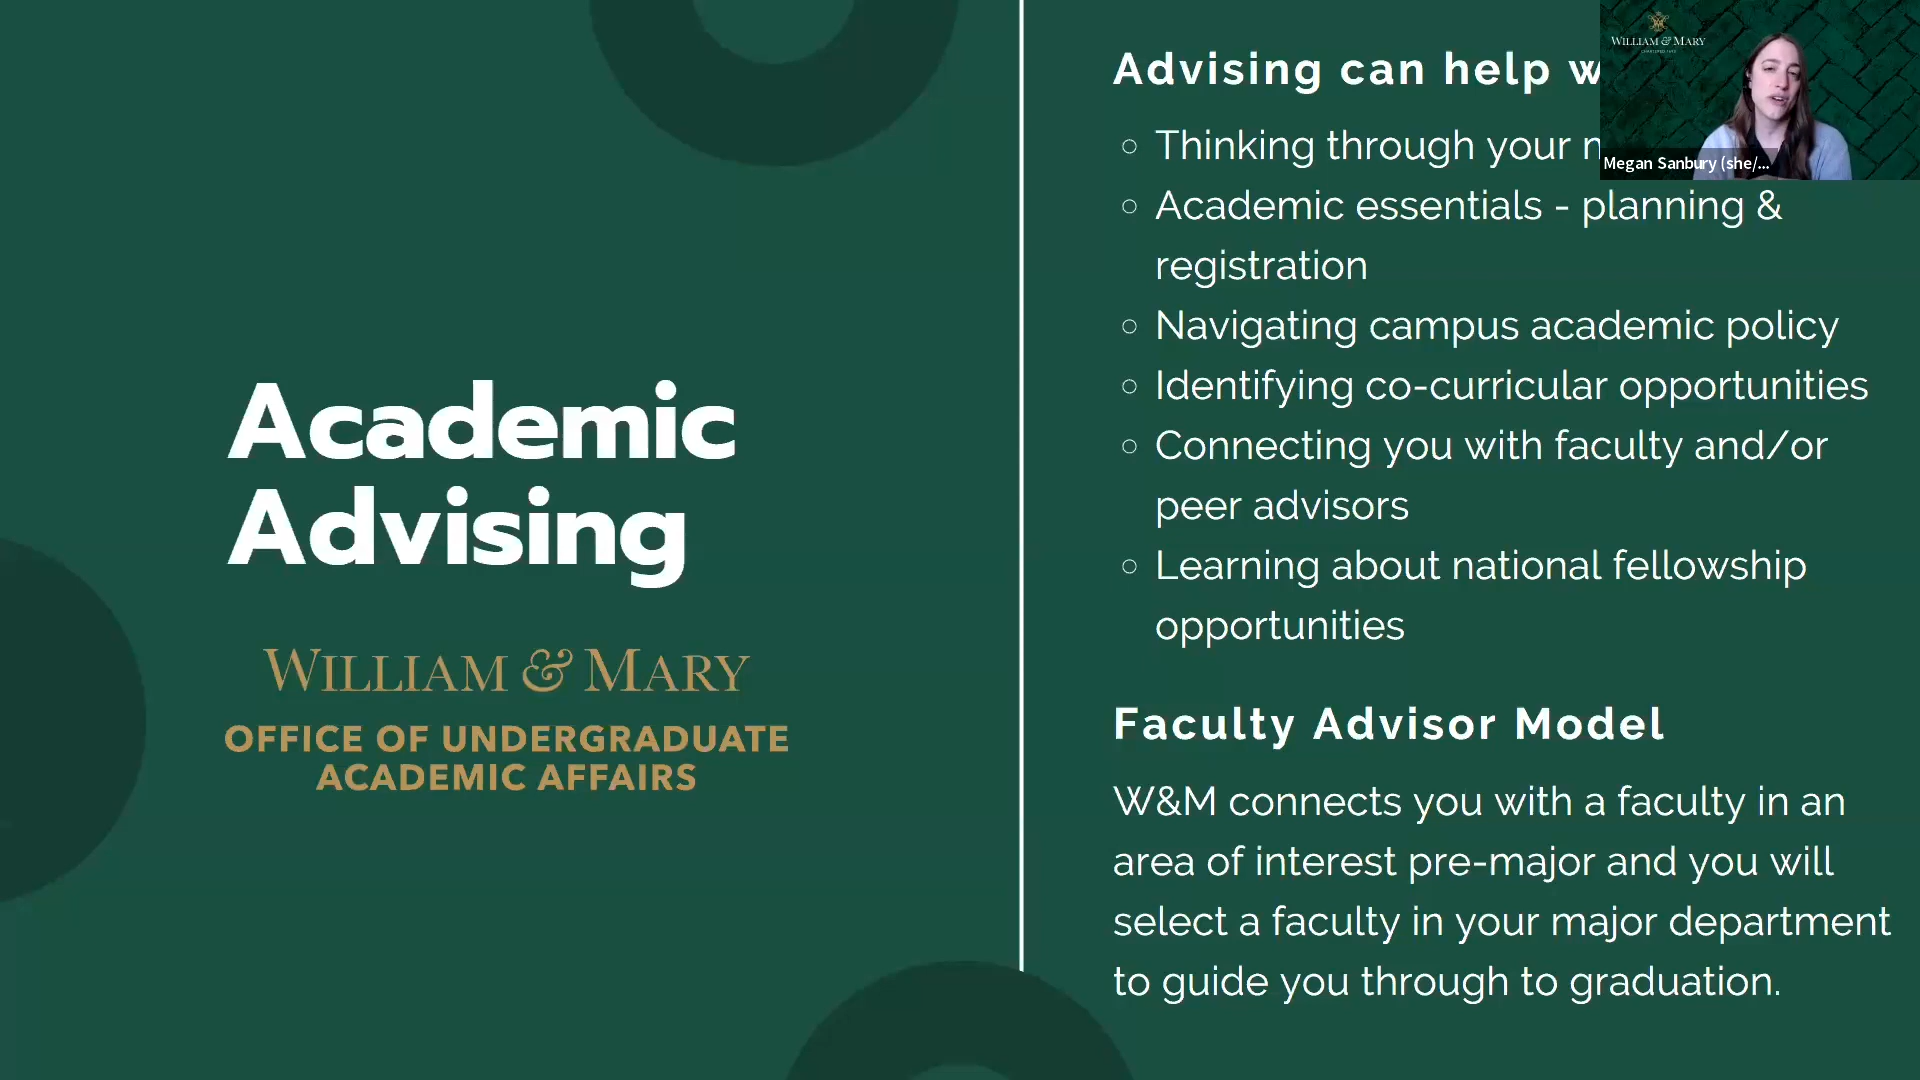 Academic
Advising
WILLIAM & MARY
OFFICE OF UNDERGRADUATE
ACADEMIC AFFAIRS
Advising can help
Thinking through your
Academic essentials - planning &
registration
Navigating campus academic policy
Identifying co-curricular opportunities
Connecting you with faculty and/or
peer advisors
Learning about national fellowship
opportunities
Faculty Advisor Model
W&M connects you with a faculty in an
area of interest pre-major and you will
select a faculty in your major department
to guide you through to graduation.
WILLIAM & MARY
Megan Sanbury (she/...